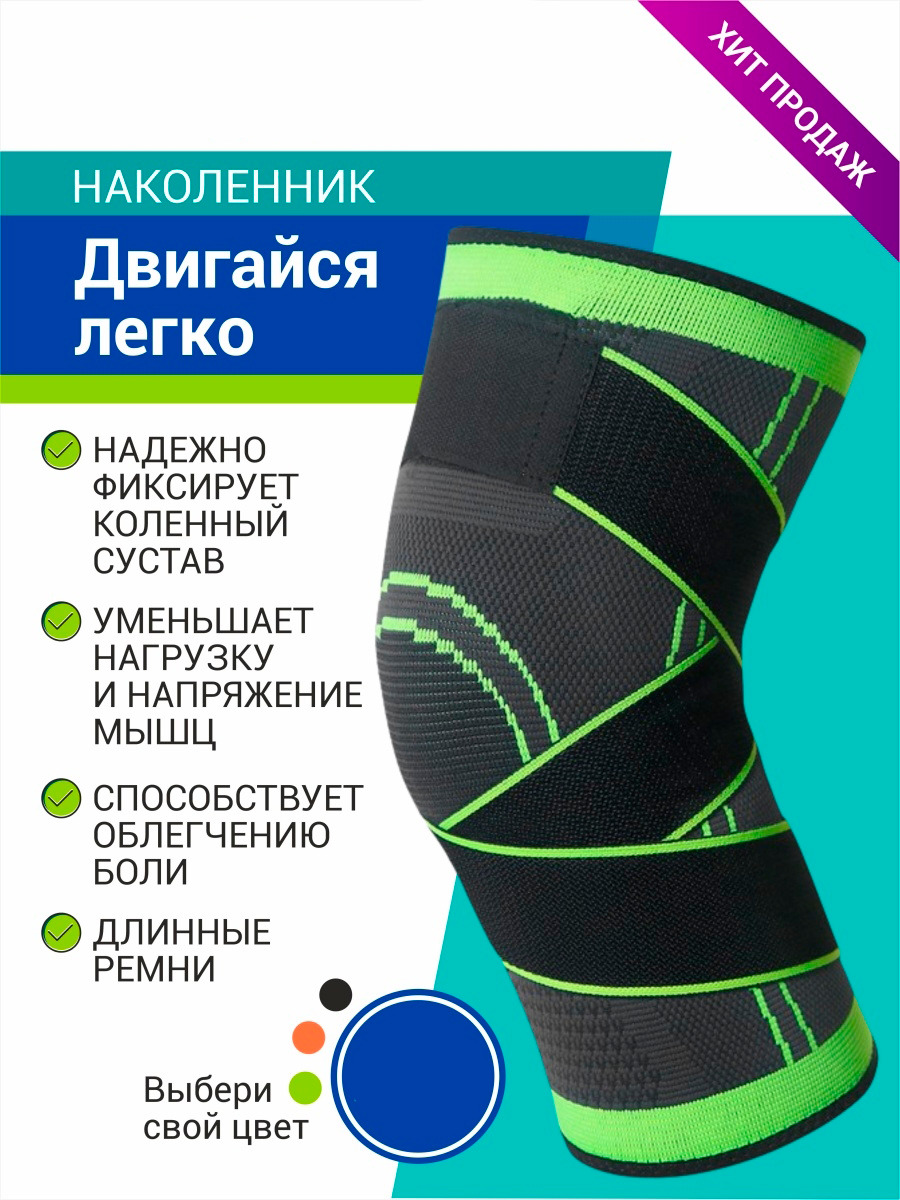 ХИТ ПРОДАЖ
НАКОЛЕННИК
Двигайся
легко
НАДЕЖНО
ФИКСИРУЕТ
КОЛЕННЫЙ
СУСТАВ
УМЕНЬШАЕТ
НАГРУЗКУ
И НАПРЯЖЕНИЕ
МЫШЦ
СПОСОБСТВУЕТ
ОБЛЕГЧЕНИЮ
БОЛИ
ДЛИННЫЕ
РЕМНИ
Выбери
свой цвет